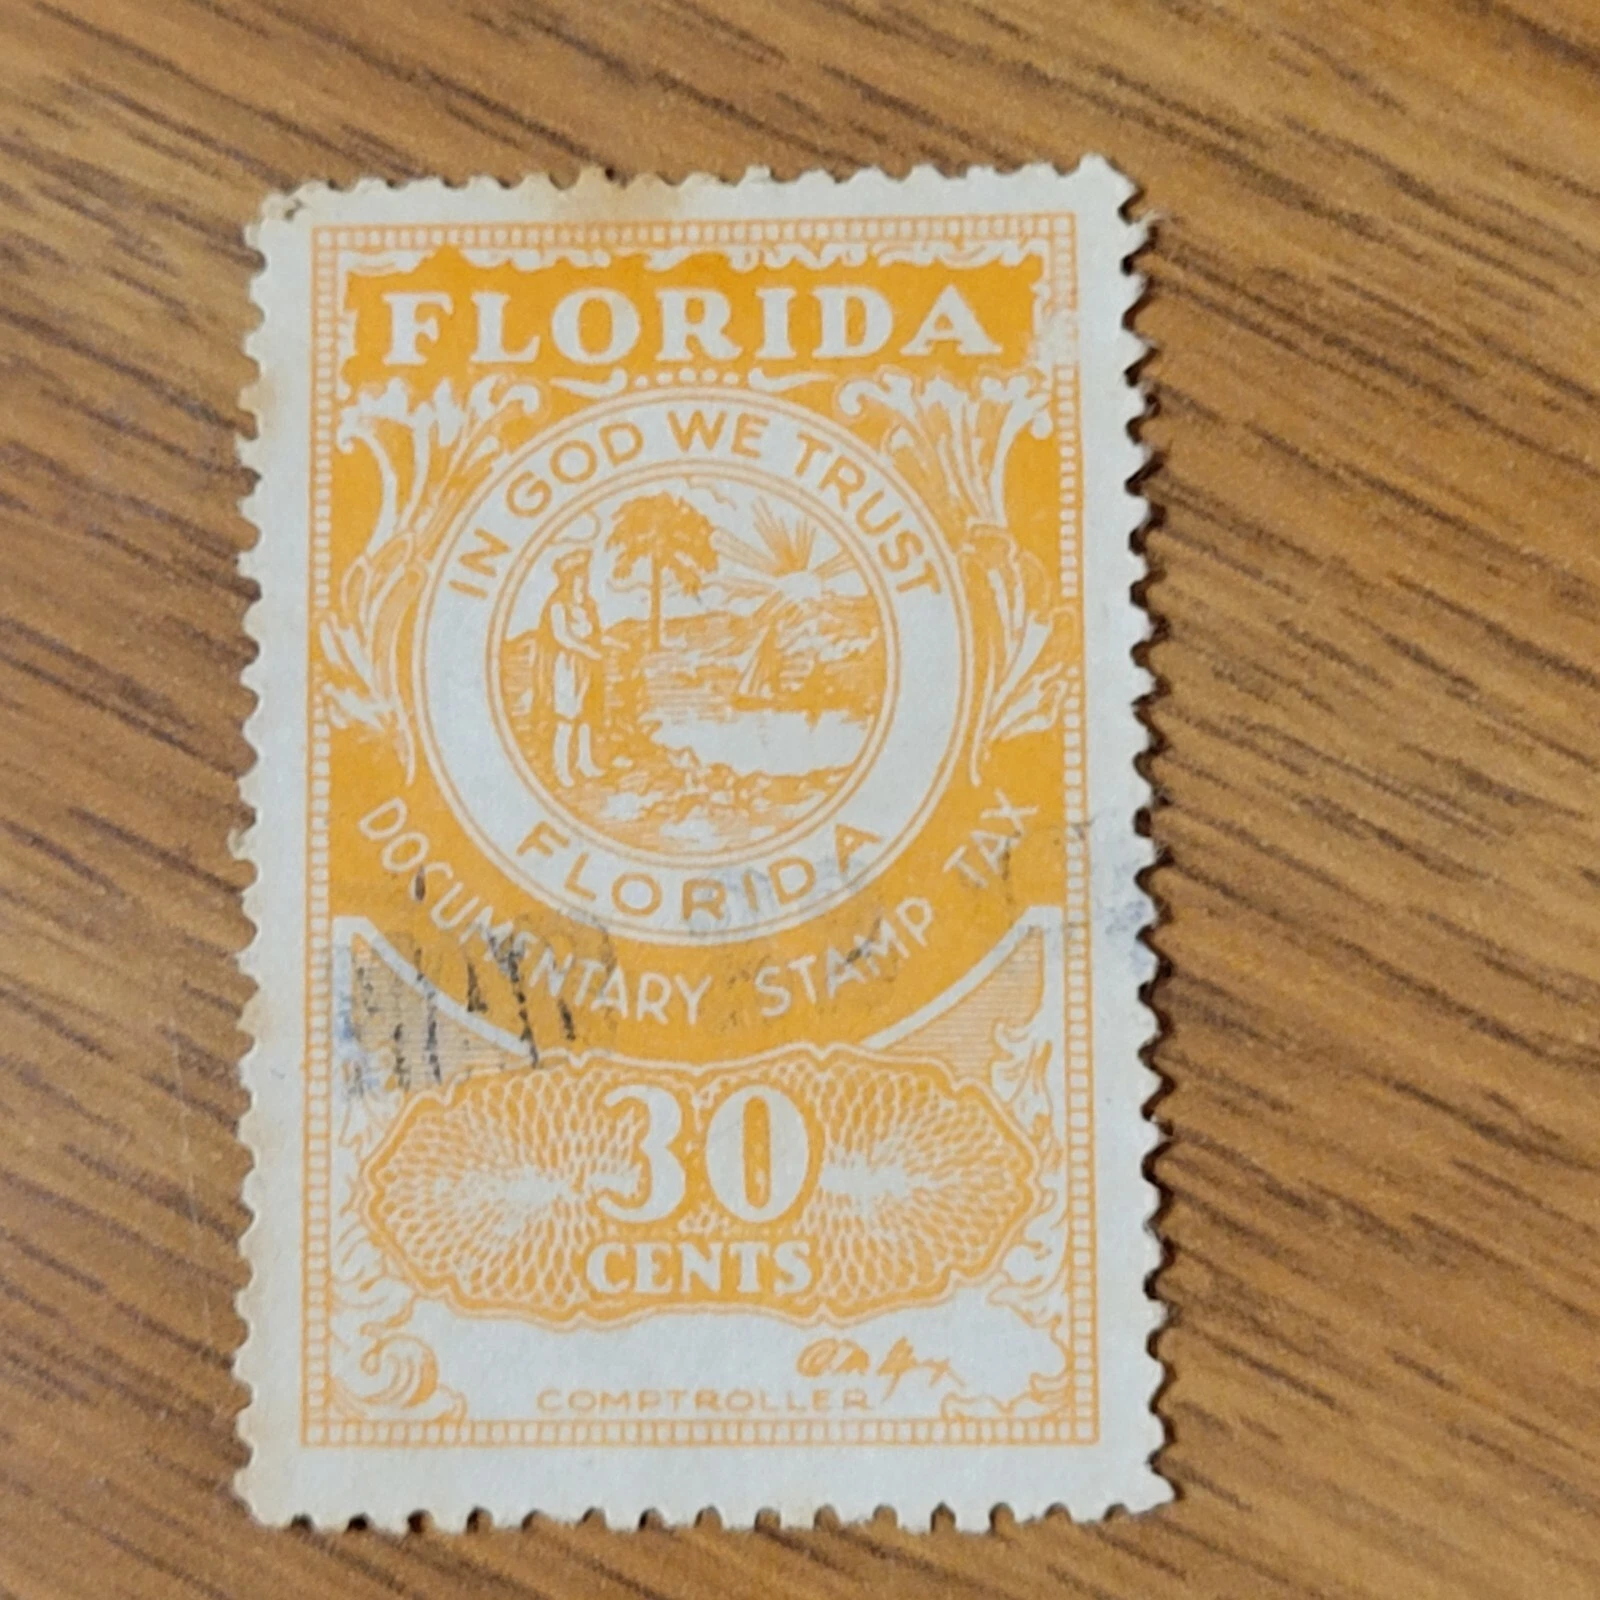 FLORIDA
IN GOD WE TRUST
FLORIDA
DOCUMENTARY STAMP TAX
30
CENTS
COMPTROLLER